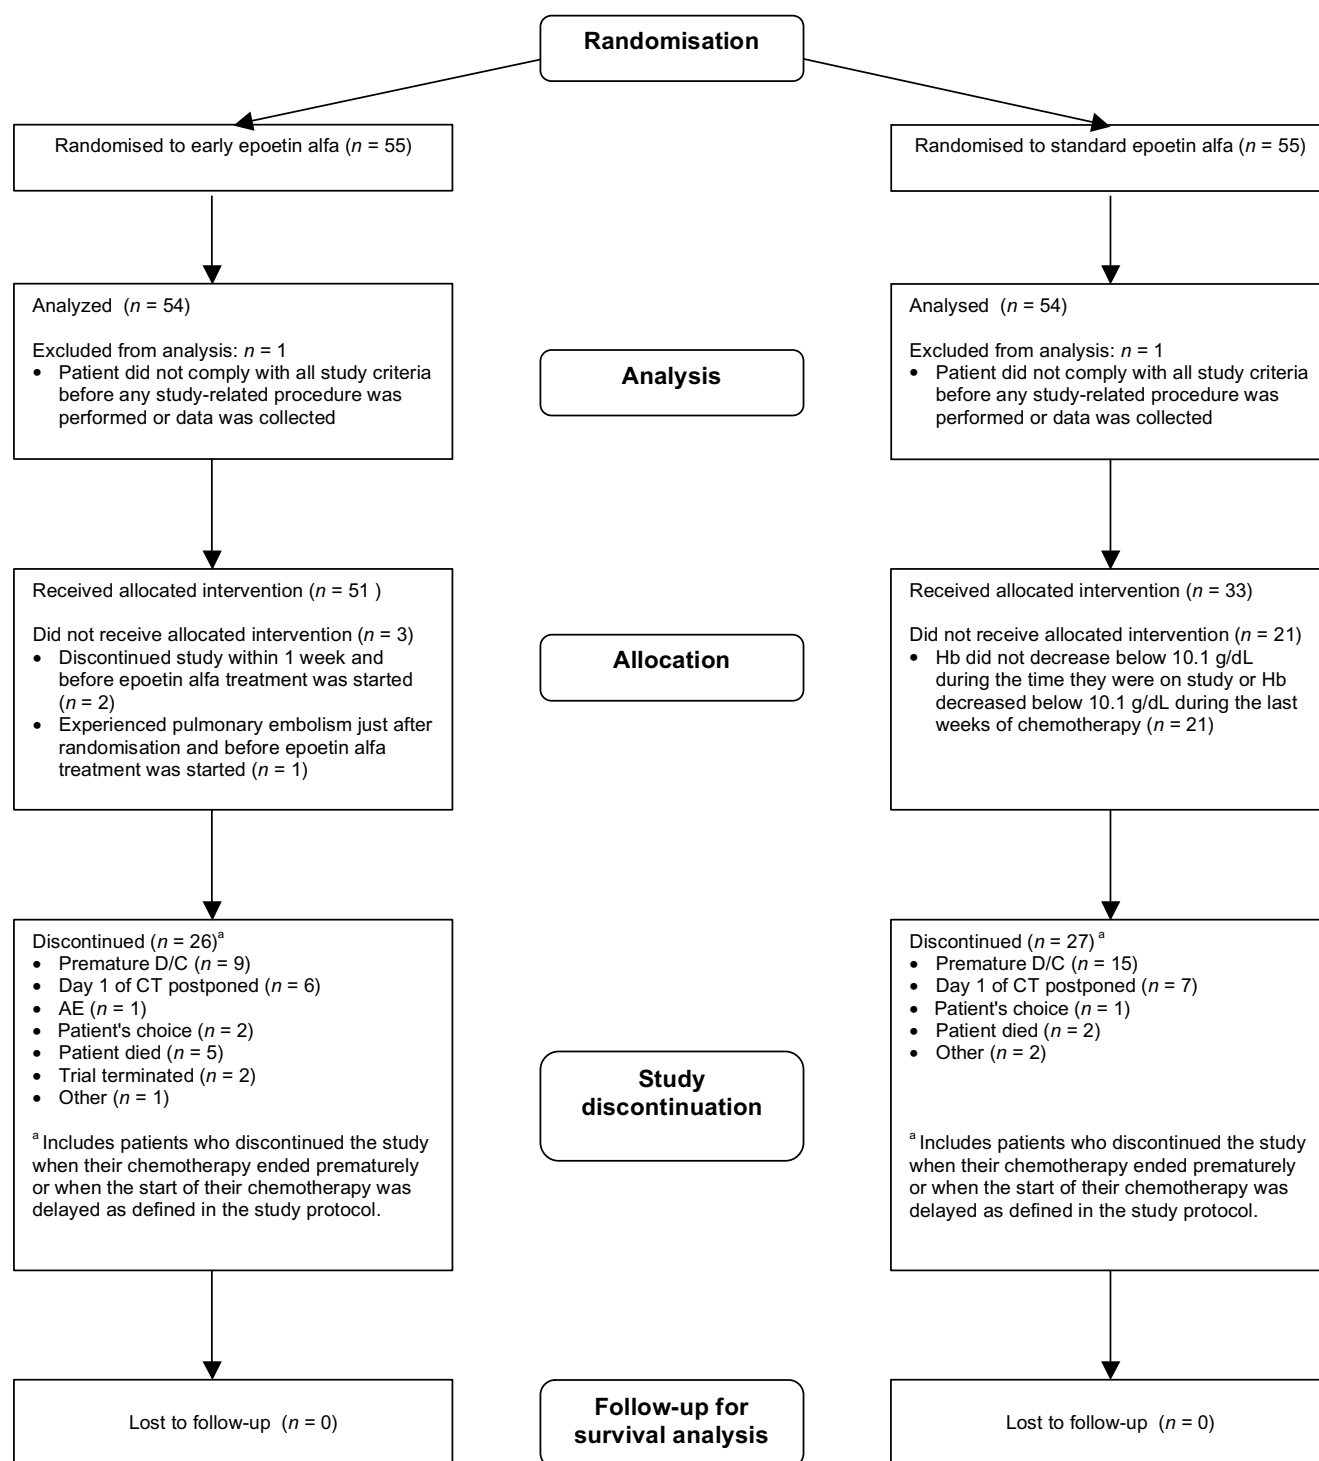 Randomisation
Randomised to early epoetin alfa (n = 55)
Randomised to standard epoetin alfa (n = 55)
Analyzed (n = 54)
Excluded from analysis: n = 1
• Patient did not comply with all study criteria
before any study-related procedure was
performed or data was collected
Analysis
Analysed (n = 54)
Excluded from analysis: n = 1
• Patient did not comply with all study criteria
before any study-related procedure was
performed or data was collected
Received allocated intervention (n = 51 )
Did not receive allocated intervention (n = 3)
• Discontinued study within 1 week and
before epoetin alfa treatment was started
(n = 2)
• Experienced pulmonary embolism just after
randomisation and before epoetin alfa
treatment was started (n = 1)
Allocation
Received allocated intervention (n = 33)
Did not receive allocated intervention (n = 21)
• Hb did not decrease below 10.1 g/dL
during the time they were on study or Hb
decreased below 10.1 g/dL during the last
weeks of chemotherapy (n = 21)
Discontinued (n = 26)a
• Premature D/C (n = 9)
• Day 1 of CT postponed (n = 6)
• AE (n = 1)
• Patient's choice (n = 2)
• Patient died (n = 5)
• Trial terminated (n = 2)
• Other (n = 1)
a Includes patients who discontinued the study
when their chemotherapy ended prematurely
or when the start of their chemotherapy was
delayed as defined in the study protocol.
Study
discontinuation
Discontinued (n = 27) a
• Premature D/C (n = 15)
• Day 1 of CT postponed (n = 7)
• Patient's choice (n = 1)
• Patient died (n = 2)
• Other (n = 2)
a Includes patients who discontinued the study
when their chemotherapy ended prematurely
or when the start of their chemotherapy was
delayed as defined in the study protocol.
Lost to follow-up (n = 0)
Follow-up for
survival analysis
Lost to follow-up (n = 0)